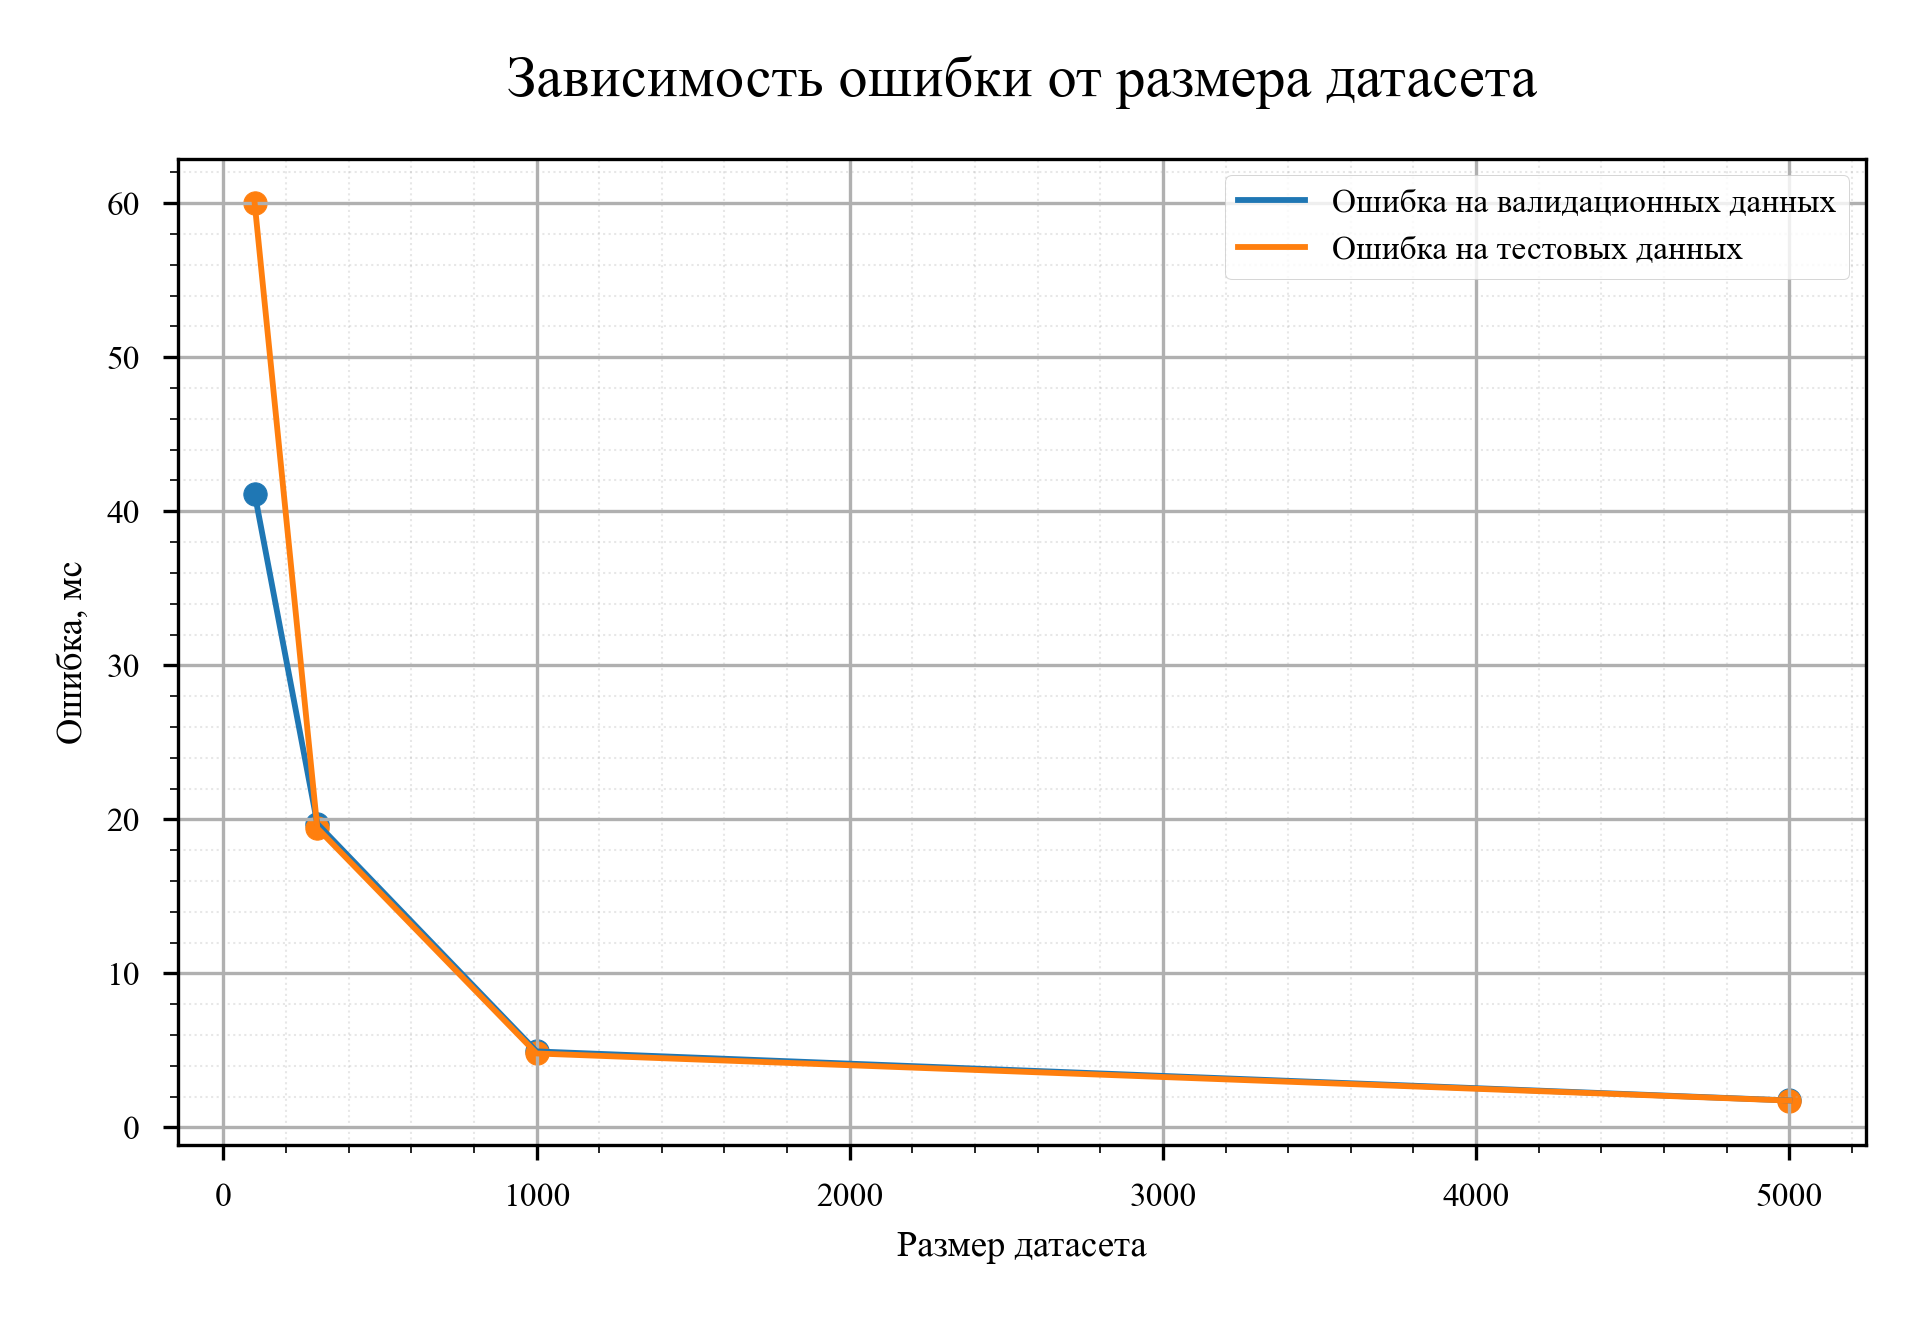 Зависимость ошибки от размера датасета
Ошибка на валидационных данных
Ошибка на тестовых данных
60
50
40
30
20
10
0
Ошибка, мс
0 1000 2000 3000 4000 5000
Размер датасета